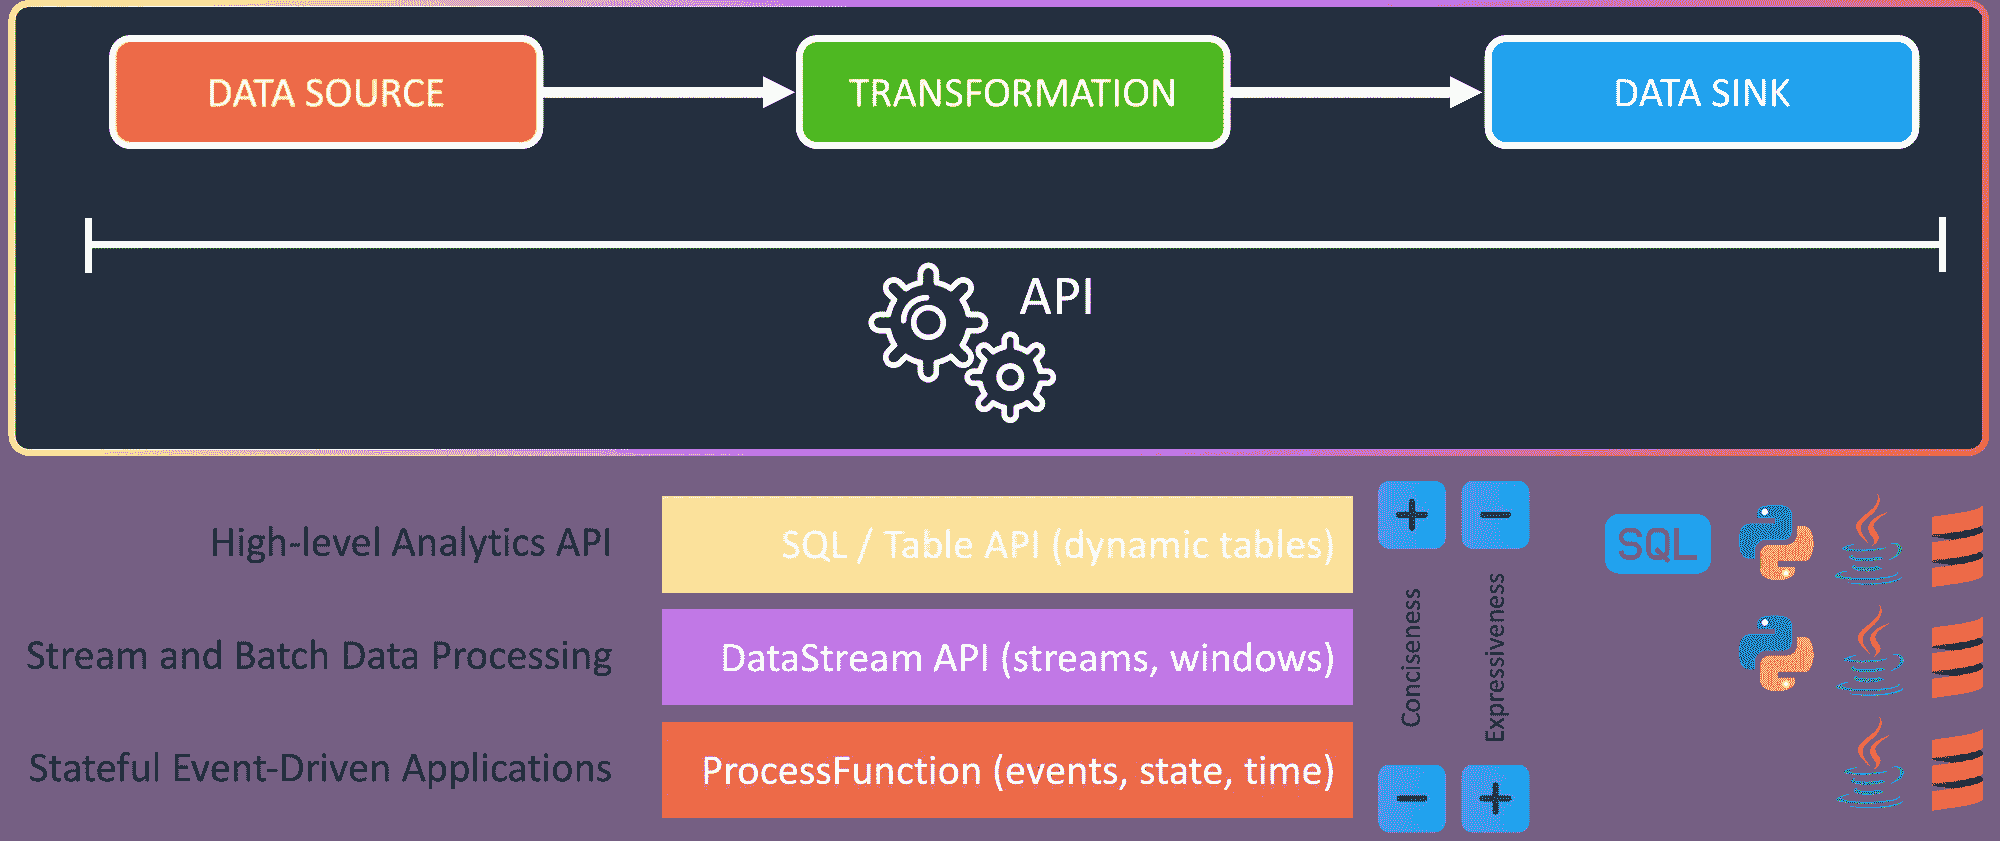 DATA SOURCE
TRANSFORMATION
DATA SINK
API
High-level Analytics API
SQL / Table API (dynamic tables)
+
−
SQL
Stream and Batch Data Processing
DataStream API (streams, windows)
Conciseness
Expressiveness
Stateful Event-Driven Applications
ProcessFunction (events, state, time)
−
+